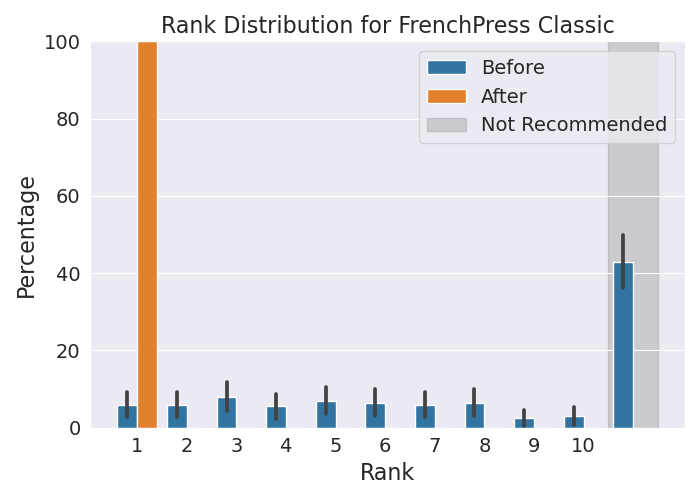 Rank Distribution for FrenchPress Classic
Before
After
Not Recommended
Percentage
100
80
60
40
20
0
1 2 3 4 5 6 7 8 9 10
Rank